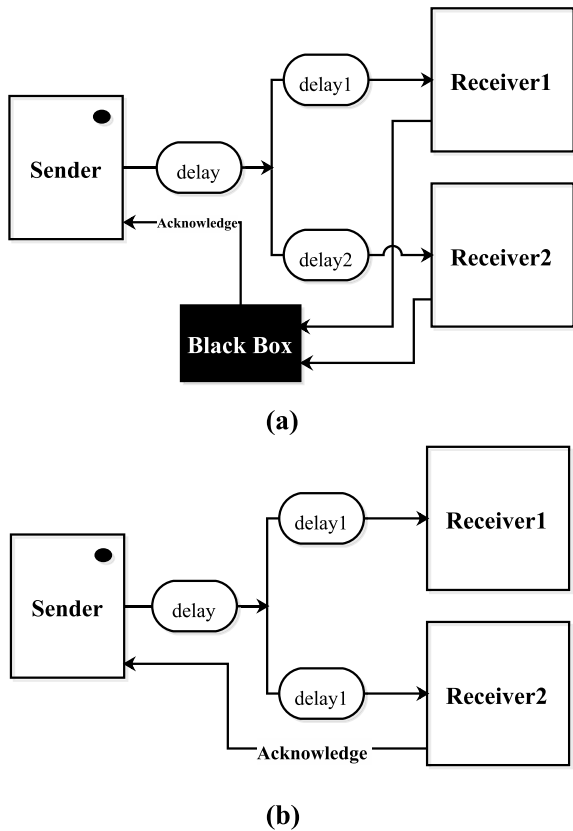 delay1
Receiver1
Sender
delay
Acknowledge
delay2
Receiver2
Black Box
(a)
delay1
Receiver1
Sender
delay
delay1
Receiver2
Acknowledge
(b)